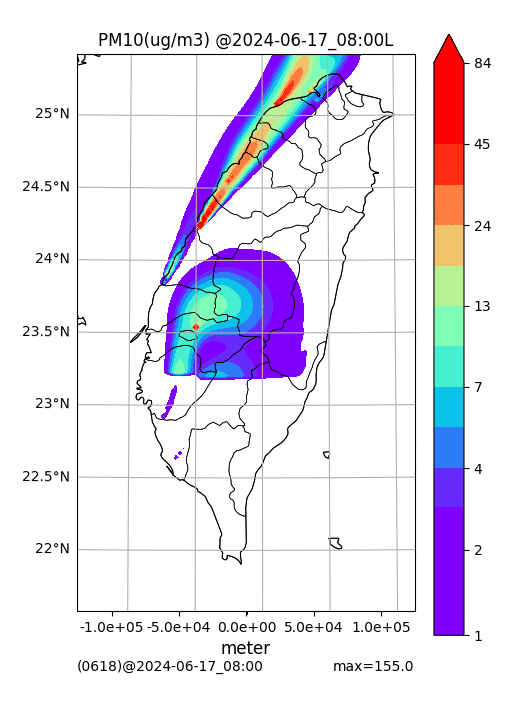 PM10(ug/m3) @2024-06-17_08:00L
84
45
24
13
7
4
2
1
25°N
24.5°N
24°N
23.5°N
23°N
22.5°N
22°N
-1.0e+05 -5.0e+04 0.0e+00 5.0e+04 1.0e+05
meter
(0618)@2024-06-17_08:00 max=155.0